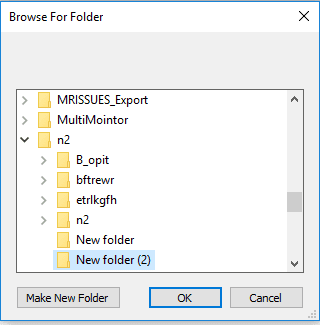 Browse For Folder
MRISSUES_Export
MultiMointor
n2
B_opit
bftrewr
etrlkgfh
n2
New folder
New folder (2)
Make New Folder
OK
Cancel